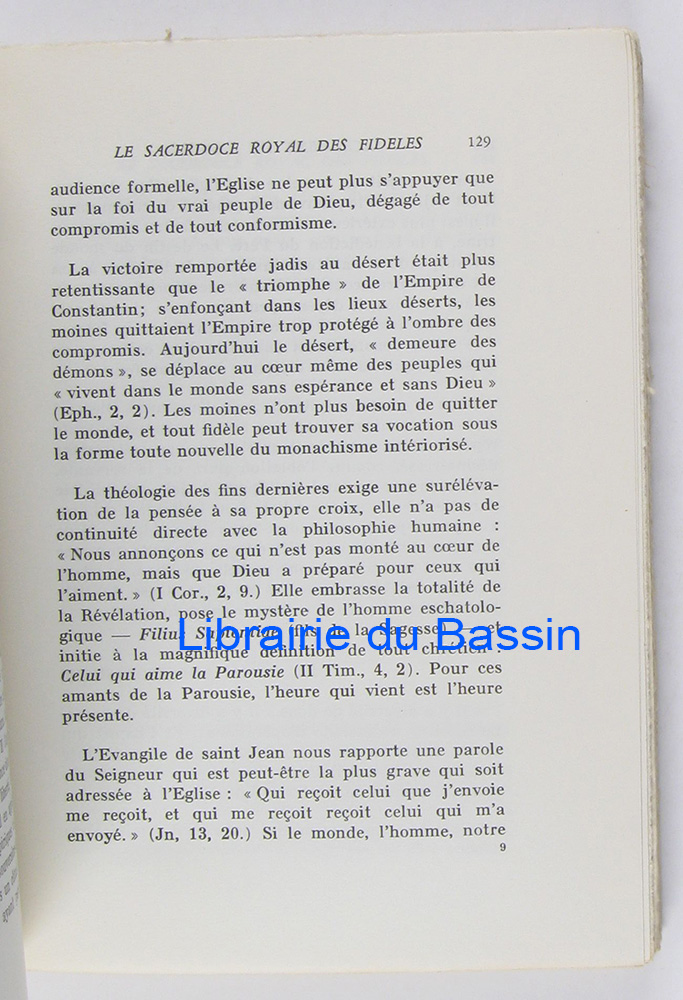 LE SACERDOCE ROYAL DES FIDELES 129
audience formelle, l'Eglise ne peut plus s'appuyer que
sur la foi du vrai peuple de Dieu, dégagé de tout
compromis et de tout conformisme.
La victoire remportée jadis au désert était plus
retentissante que le « triomphe » de l'Empire de
Constantin; s'enfonçant dans les lieux déserts, les
moines quittaient l'Empire trop protégé à l'ombre des
compromis. Aujourd'hui le désert, « demeure des
démons », se déplace au cœur même des peuples qui
« vivent dans le monde sans espérance et sans Dieu »
(Eph., 2, 2). Les moines n'ont plus besoin de quitter
le monde, et tout fidèle peut trouver sa vocation sous
la forme toute nouvelle du monachisme intériorisé.
La théologie des fins dernières exige une suréléva-
tion de la pensée à sa propre croix, elle n'a pas de
continuité directe avec la philosophie humaine :
« Nous annonçons ce qui n'est pas monté au cœur de
l'homme, mais que Dieu a préparé pour ceux qui
l'aiment. » (I Cor., 2, 9.) Elle embrasse la totalité de
la Révélation, pose le mystère de l'homme eschatolo-
gique — Filius Sapientiae (fils de la Sagesse) — et
Librairie du Bassin
initie à la magnifique définition de tout chrétien :
Celui qui aime la Parousie (II Tim., 4, 2). Pour ces
amants de la Parousie, l'heure qui vient est l'heure
présente.
L'Evangile de saint Jean nous rapporte une parole
du Seigneur qui est peut-être la plus grave qui soit
adressée à l'Eglise : « Qui reçoit celui que j'envoie
me reçoit, et qui me reçoit reçoit celui qui m'a
envoyé. » (Jn, 13, 20.) Si le monde, l'homme, notre
9